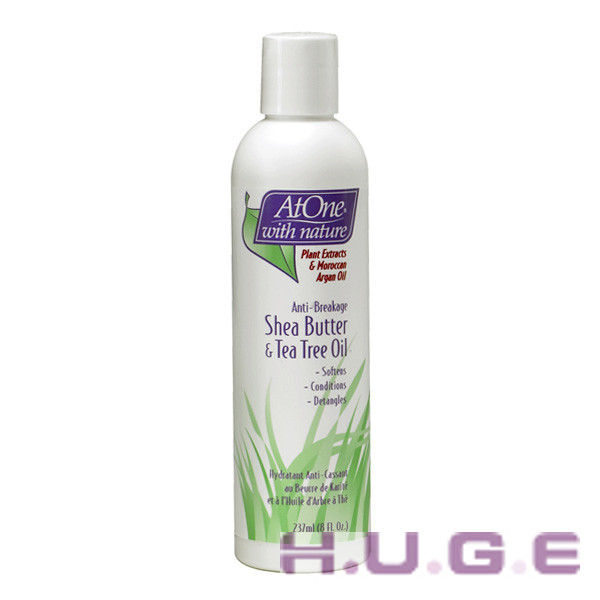 AtOne®
with nature
Plant Extracts
& Moroccan
Argan Oil
Anti-Breakage
Shea Butter
& Tea Tree Oil
- Softens
- Conditions
- Detangles
Hydratant Anti-Cassant
au Beurre de Karité
et à l'Huile d'Arbre à Thé
237ml (8 fl. Oz.)
H.U.G.E